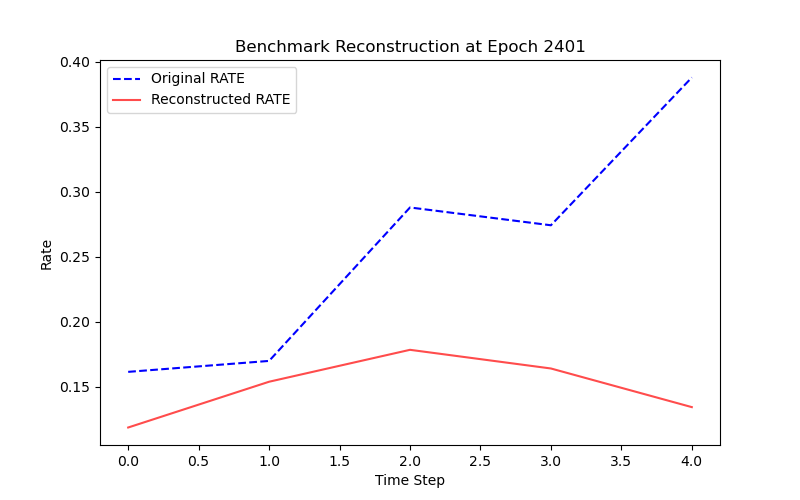 Benchmark Reconstruction at Epoch 2401
Original RATE
Reconstructed RATE
0.40
0.35
0.30
0.25
0.20
0.15
Rate
0.0 0.5 1.0 1.5 2.0 2.5 3.0 3.5 4.0
Time Step